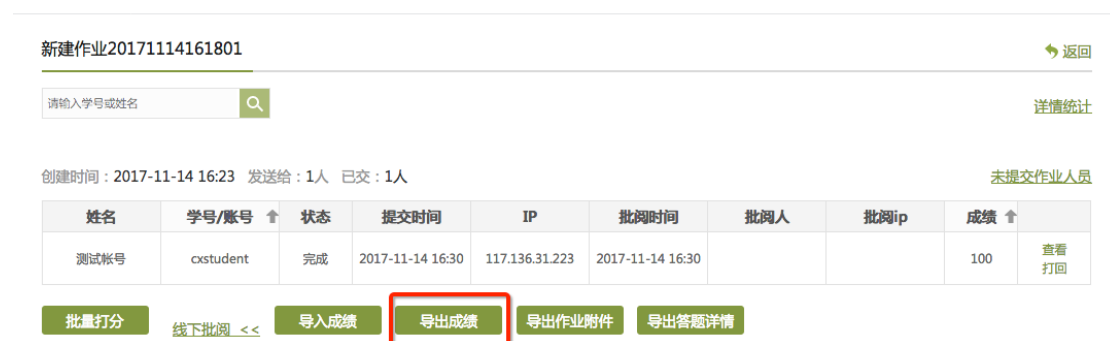 新建作业20171114161801
返回
请输入学号或姓名
详情统计
创建时间：2017-11-14 16:23 发送给：1人 已交：1人
未提交作业人员
姓名 学号/账号 状态 提交时间 IP 批阅时间 批阅人 批阅ip 成绩
测试帐号 cxstudent 完成 2017-11-14 16:30 117.136.31.223 2017-11-14 16:30 100 查看
打回
批量打分 线下批阅 << 导入成绩 导出成绩 导出作业附件 导出答题详情